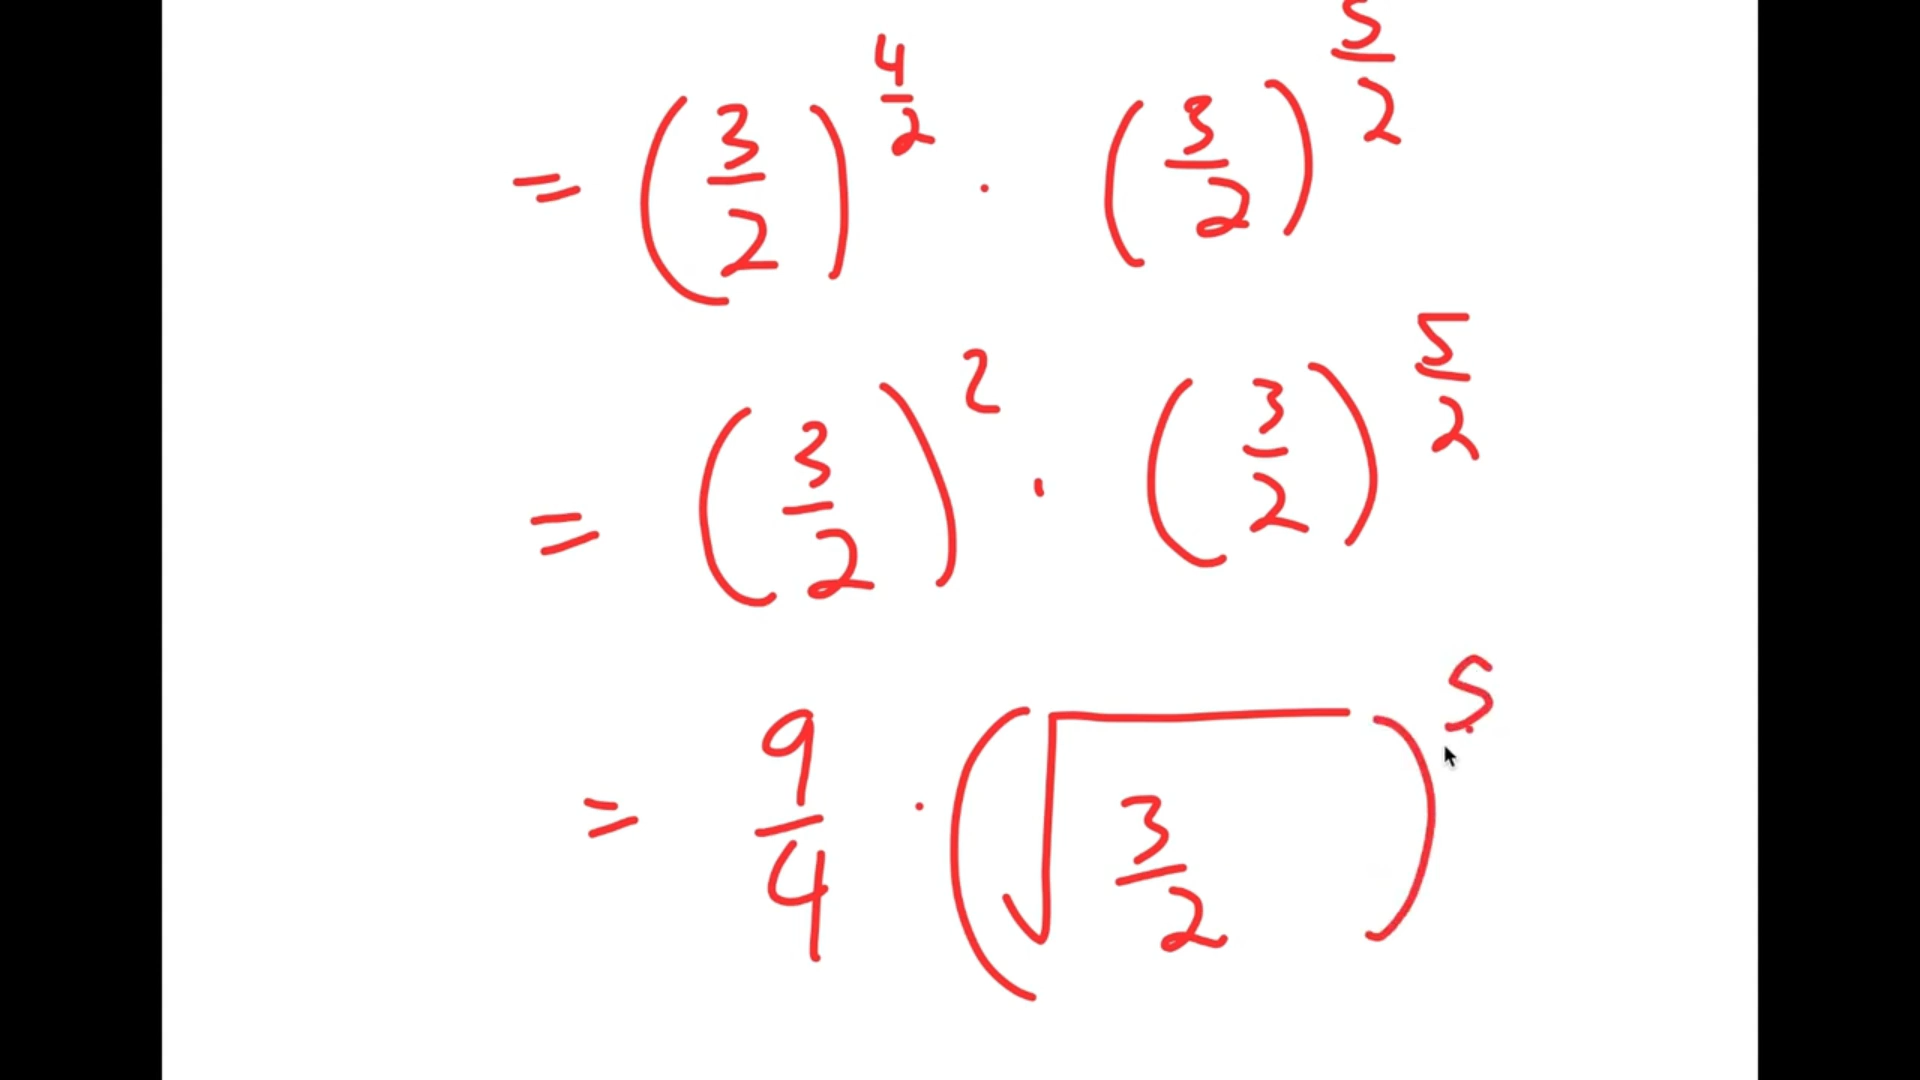 = (3/2)^(4/2) · (3/2)^(5/2)
= (3/2)^2 · (3/2)^(5/2)
= 9/4 · (√(3/2))^5